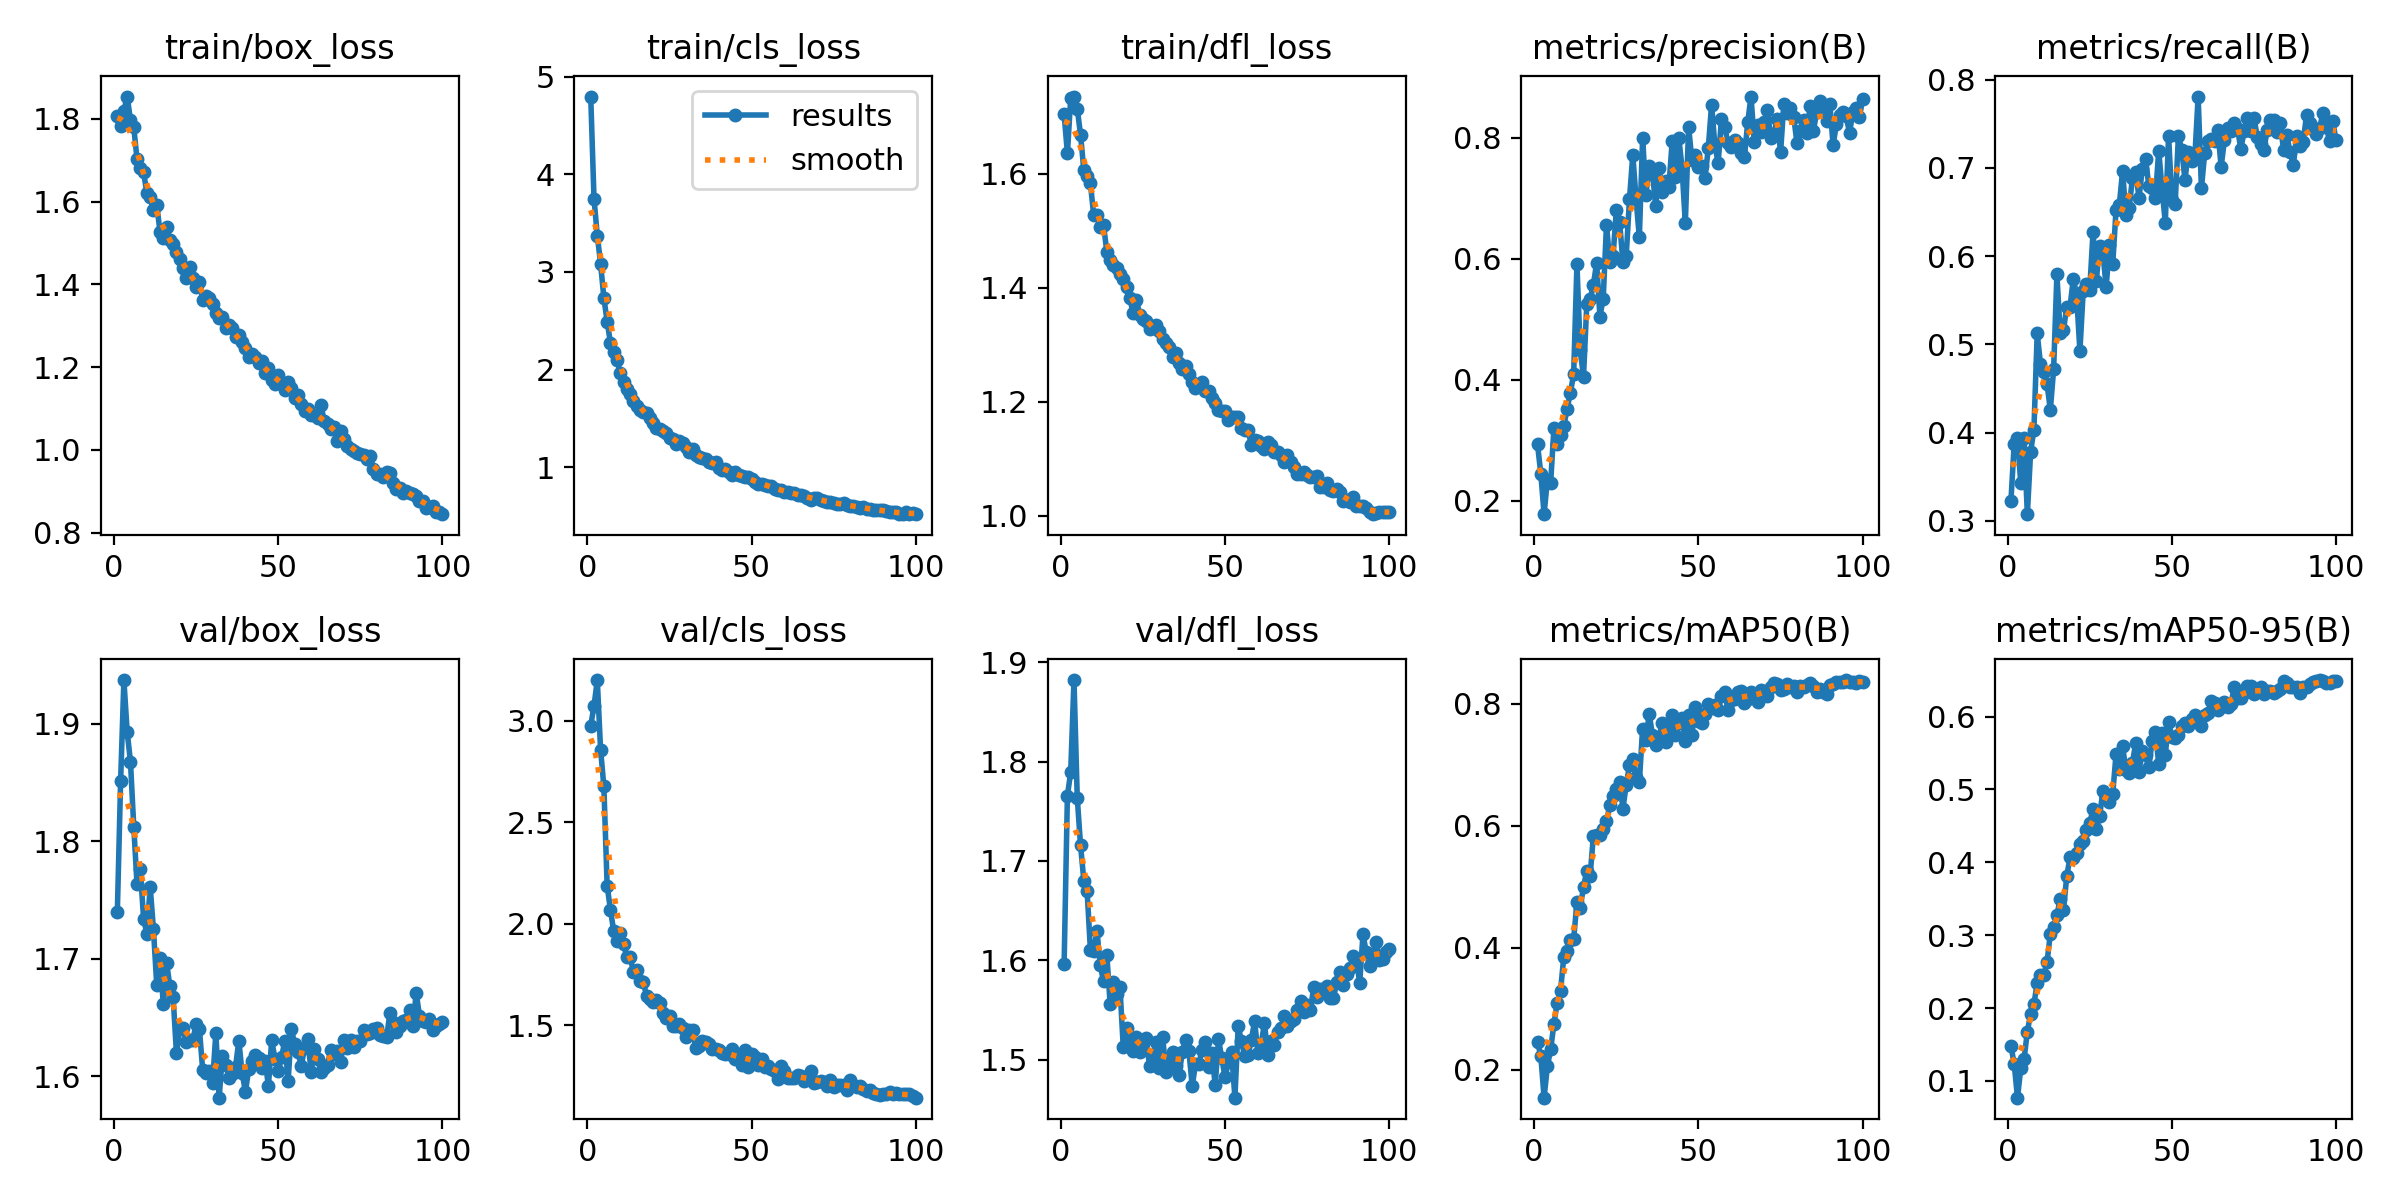 train/box_loss
1.8
1.6
1.4
1.2
1.0
0.8
0 50 100
train/cls_loss
results
smooth
5
4
3
2
1
0 50 100
train/dfl_loss
1.6
1.4
1.2
1.0
0 50 100
metrics/precision(B)
0.8
0.6
0.4
0.2
0 50 100
metrics/recall(B)
0.8
0.7
0.6
0.5
0.4
0.3
0 50 100
val/box_loss
1.9
1.8
1.7
1.6
0 50 100
val/cls_loss
3.0
2.5
2.0
1.5
0 50 100
val/dfl_loss
1.9
1.8
1.7
1.6
1.5
0 50 100
metrics/mAP50(B)
0.8
0.6
0.4
0.2
0 50 100
metrics/mAP50-95(B)
0.6
0.5
0.4
0.3
0.2
0.1
0 50 100